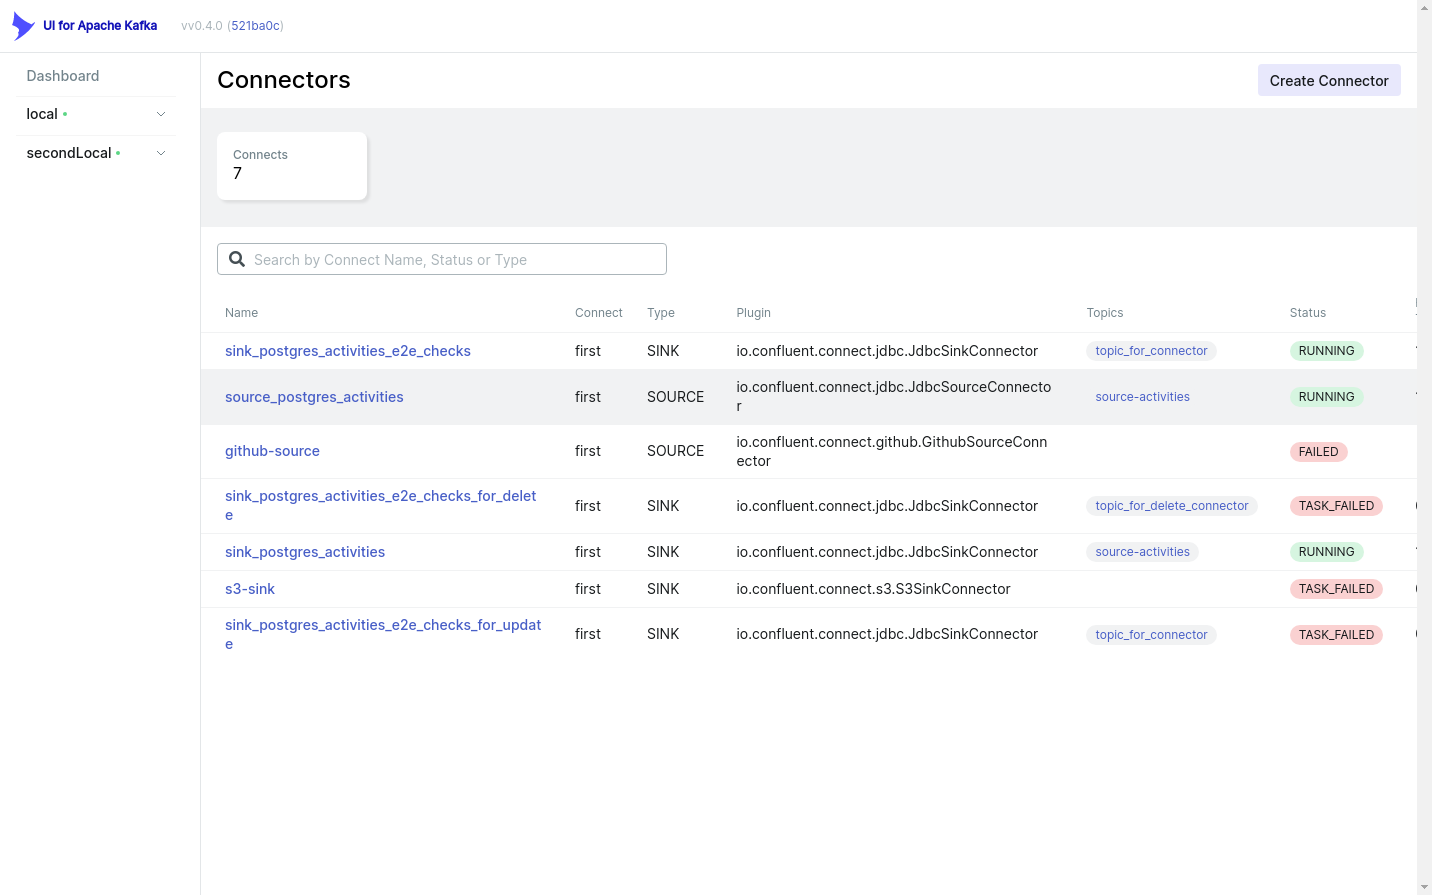 UI for Apache Kafka vv0.4.0 (521ba0c)
Dashboard
local
secondLocal
Connectors
Create Connector
Connects
7
Search by Connect Name, Status or Type
Name Connect Type Plugin Topics Status
sink_postgres_activities_e2e_checks first SINK io.confluent.connect.jdbc.JdbcSinkConnector topic_for_connector RUNNING
source_postgres_activities first SOURCE io.confluent.connect.jdbc.JdbcSourceConnecto
r source-activities RUNNING
github-source first SOURCE io.confluent.connect.github.GithubSourceConn
ector FAILED
sink_postgres_activities_e2e_checks_for_delet
e first SINK io.confluent.connect.jdbc.JdbcSinkConnector topic_for_delete_connector TASK_FAILED
sink_postgres_activities first SINK io.confluent.connect.jdbc.JdbcSinkConnector source-activities RUNNING
s3-sink first SINK io.confluent.connect.s3.S3SinkConnector TASK_FAILED
sink_postgres_activities_e2e_checks_for_updat
e first SINK io.confluent.connect.jdbc.JdbcSinkConnector topic_for_connector TASK_FAILED